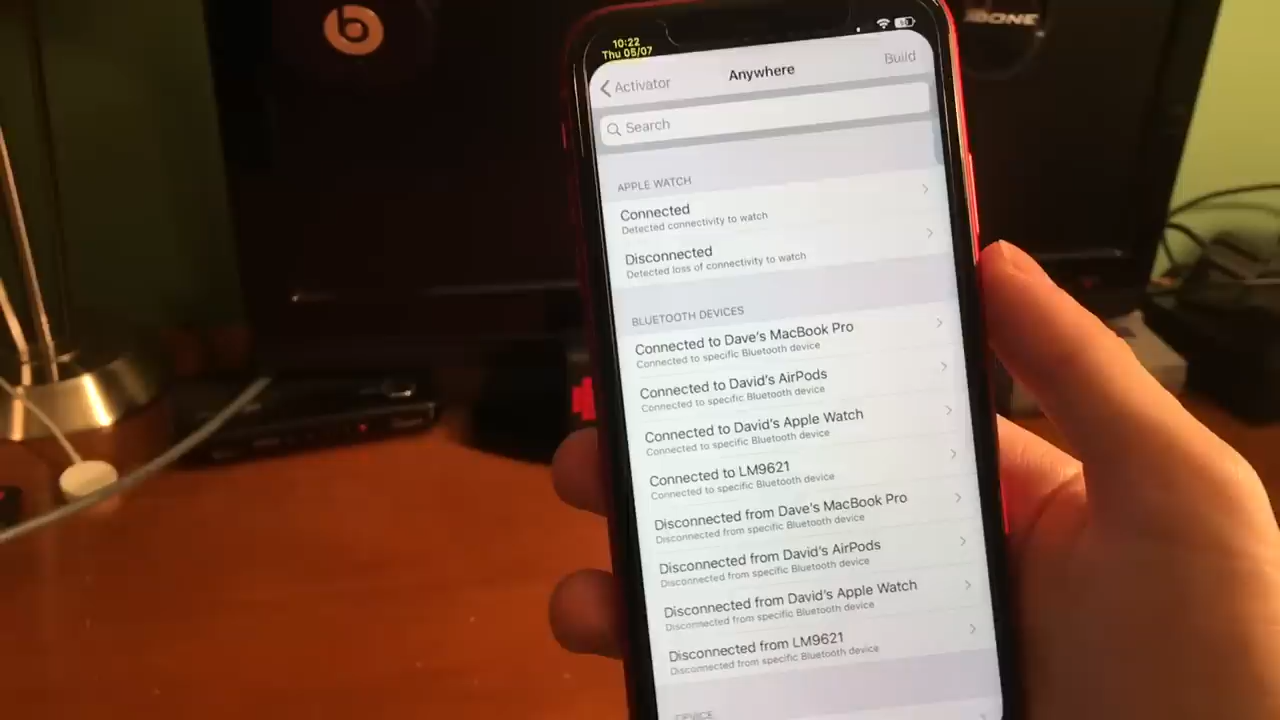 10:22
Thu 05/07
Activator
Anywhere
Build
Search
APPLE WATCH
Connected
Detected connectivity to watch
Disconnected
Detected loss of connectivity to watch
BLUETOOTH DEVICES
Connected to Dave's MacBook Pro
Connected to specific Bluetooth device
Connected to David's AirPods
Connected to specific Bluetooth device
Connected to David's Apple Watch
Connected to specific Bluetooth device
Connected to LM9621
Connected to specific Bluetooth device
Disconnected from Dave's MacBook Pro
Disconnected from specific Bluetooth device
Disconnected from David's AirPods
Disconnected from specific Bluetooth device
Disconnected from David's Apple Watch
Disconnected from specific Bluetooth device
Disconnected from LM9621
Disconnected from specific Bluetooth device
DEVICE